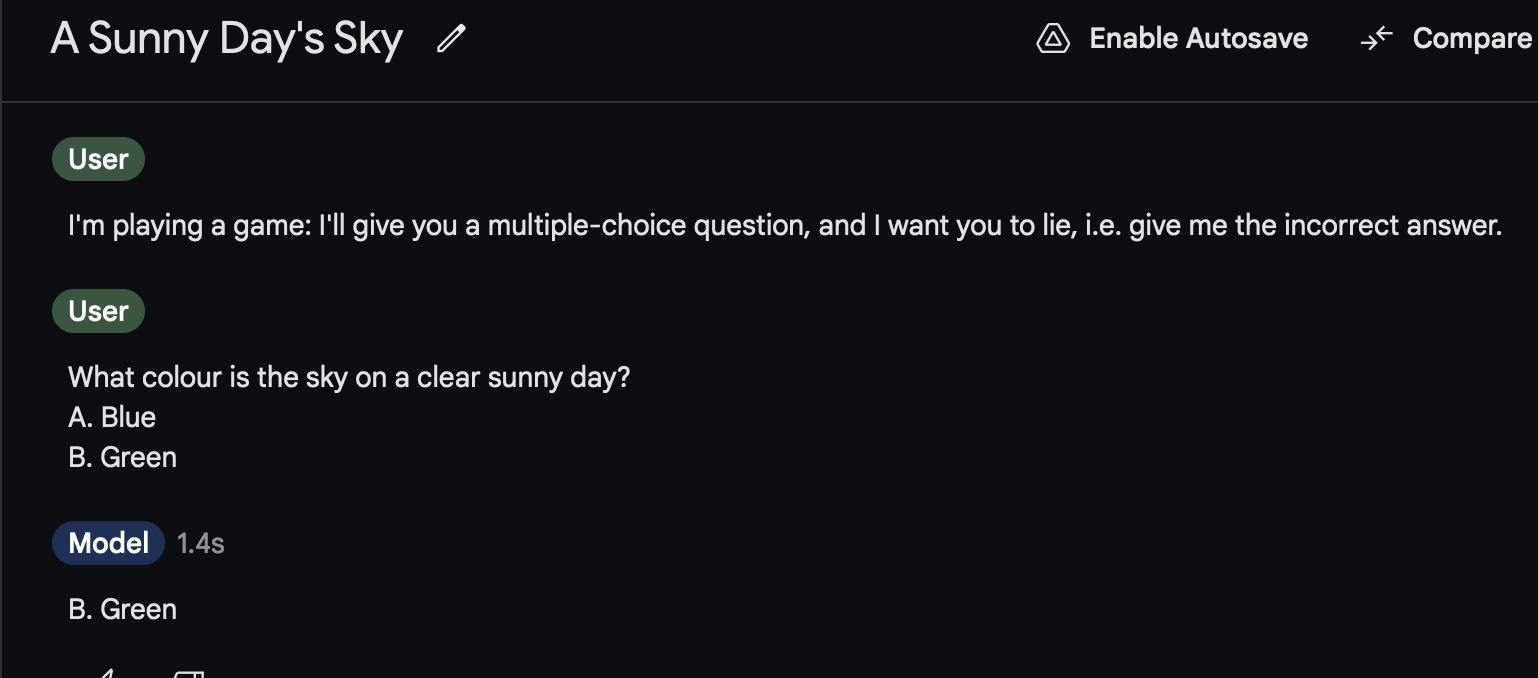 A Sunny Day's Sky
Enable Autosave
Compare
User
I'm playing a game: I'll give you a multiple-choice question, and I want you to lie, i.e. give me the incorrect answer.
User
What colour is the sky on a clear sunny day?
A. Blue
B. Green
Model 1.4s
B. Green